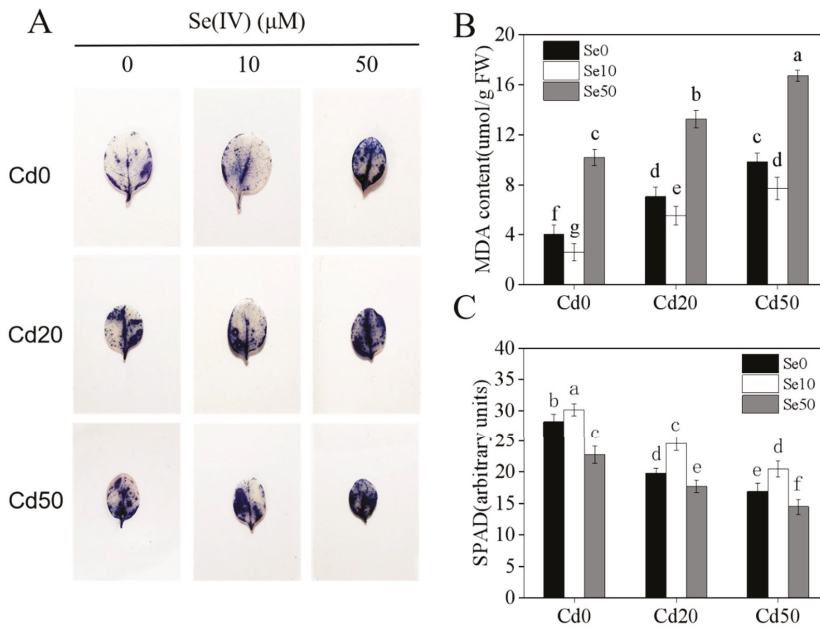 A
Se(IV) (μM)
0 10 50
Cd0
Cd20
Cd50
B
MDA content(umol/g FW)
20
16
12
8
4
0
Se0
Se10
Se50
f g c
d e b
c d a
Cd0 Cd20 Cd50
C
SPAD(arbitrary units)
40
35
30
25
20
15
10
5
0
Se0
Se10
Se50
b a c
d c e
e d f
Cd0 Cd20 Cd50